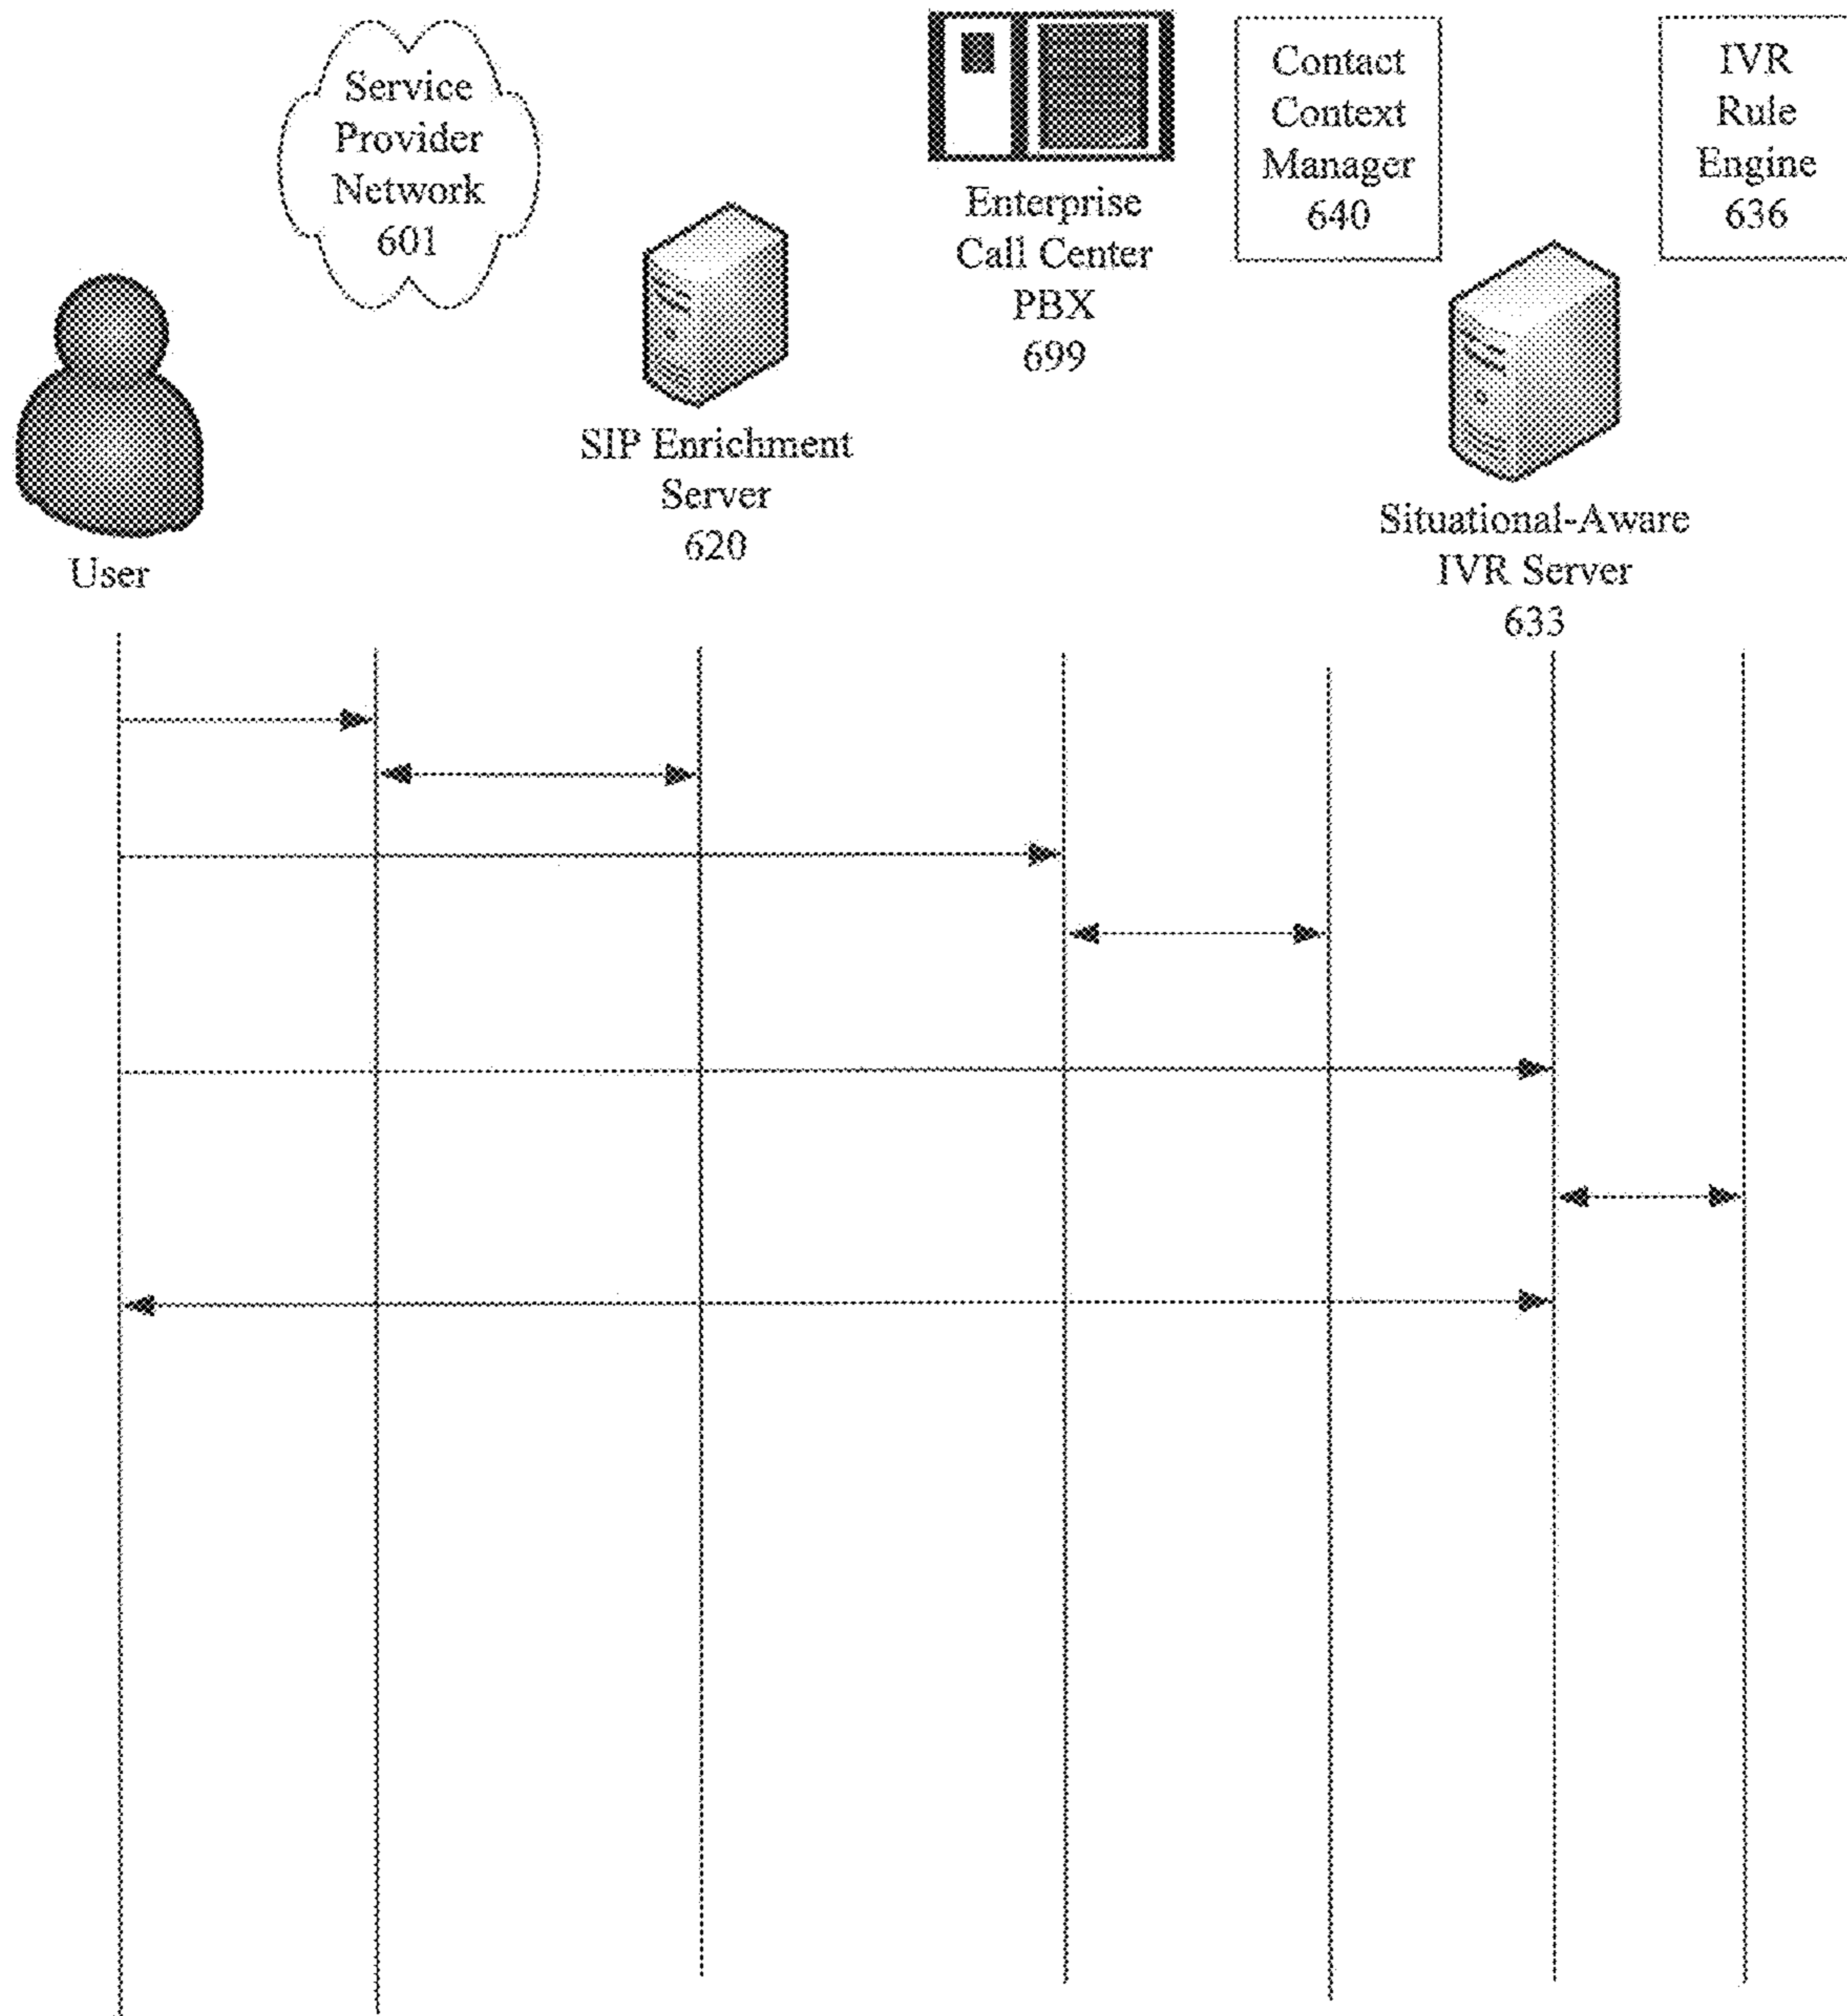 Service
Provider
Network
601
User
SIP Enrichment
Server
620
Enterprise
Call Center
PBX
699
Contact
Context
Manager
640
Situational-Aware
IVR Server
633
IVR
Rule
Engine
636